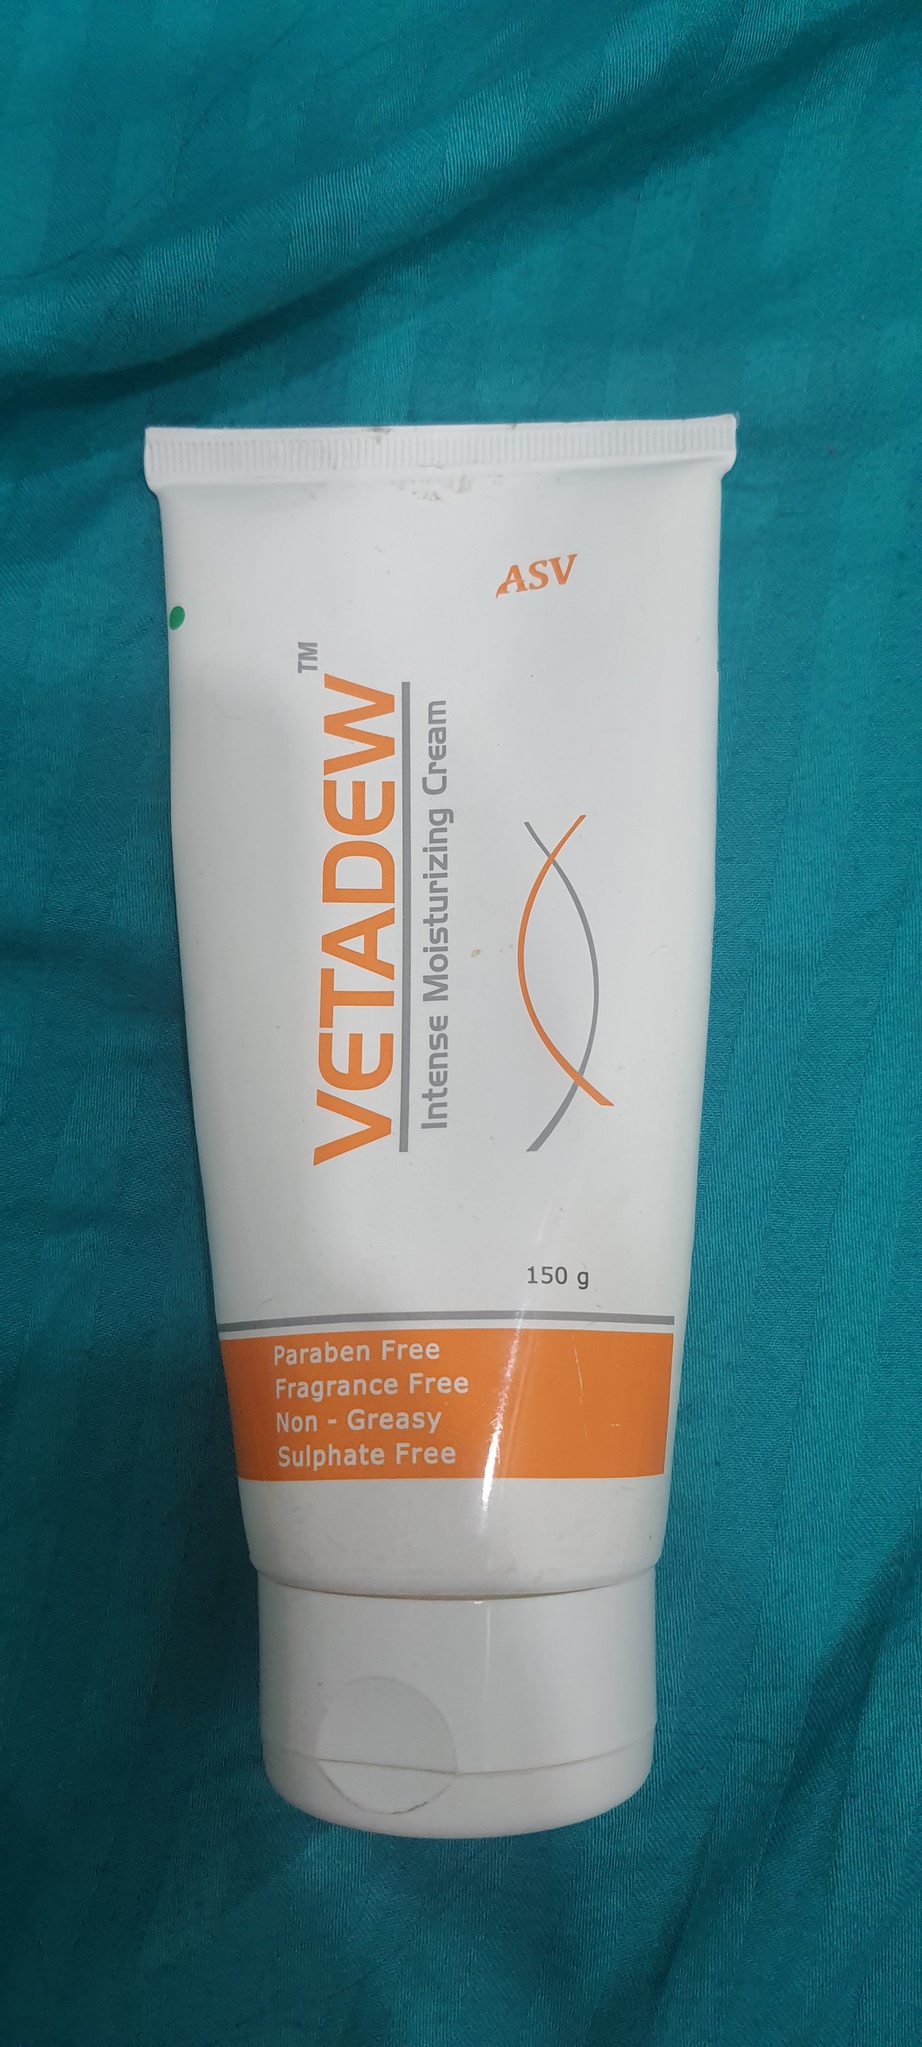 ASV
VETADEW™
Intense Moisturizing Cream
150 g
Paraben Free
Fragrance Free
Non - Greasy
Sulphate Free